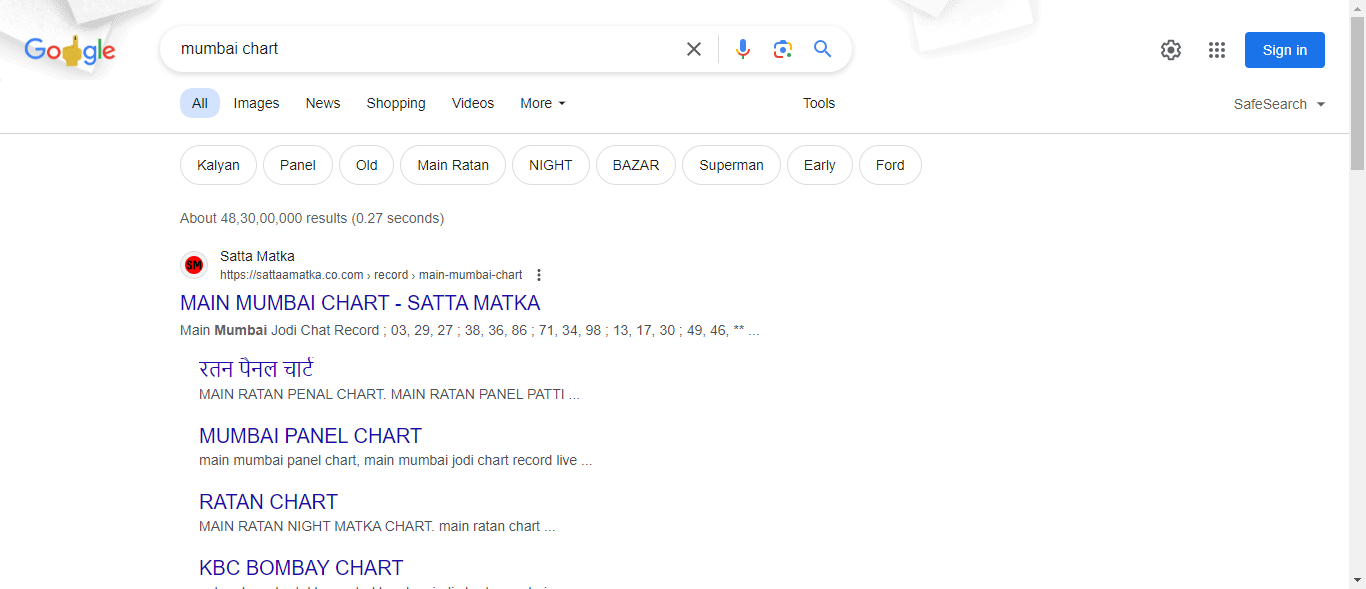 Google
mumbai chart
Sign in
All Images News Shopping Videos More Tools SafeSearch
Kalyan Panel Old Main Ratan NIGHT BAZAR Superman Early Ford
About 48,30,00,000 results (0.27 seconds)
SM
Satta Matka
https://sattaamatka.co.com › record › main-mumbai-chart
MAIN MUMBAI CHART - SATTA MATKA
Main Mumbai Jodi Chat Record ; 03, 29, 27 ; 38, 36, 86 ; 71, 34, 98 ; 13, 17, 30 ; 49, 46, ** ...
रतन पैनल चार्ट
MAIN RATAN PENAL CHART. MAIN RATAN PANEL PATTI ...
MUMBAI PANEL CHART
main mumbai panel chart, main mumbai jodi chart record live ...
RATAN CHART
MAIN RATAN NIGHT MATKA CHART. main ratan chart ...
KBC BOMBAY CHART